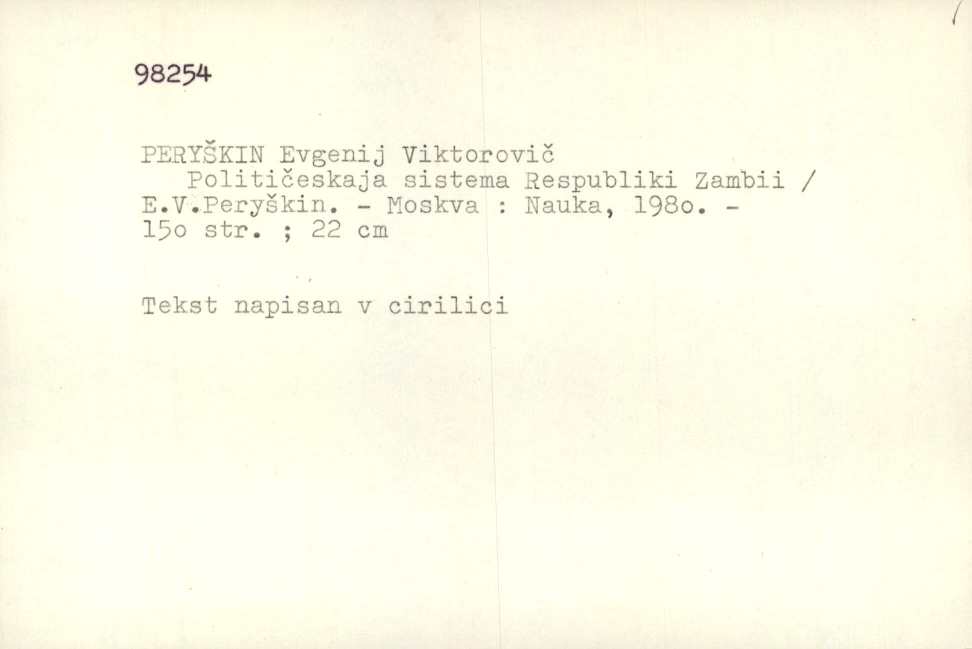 98254
PERYŠKIN Evgenij Viktorovič
Političeskaja sistema Respubliki Zambii /
E.V.Peryškin. - Moskva : Nauka, 198o. -
15o str. ; 22 cm
Tekst napisan v cirilici